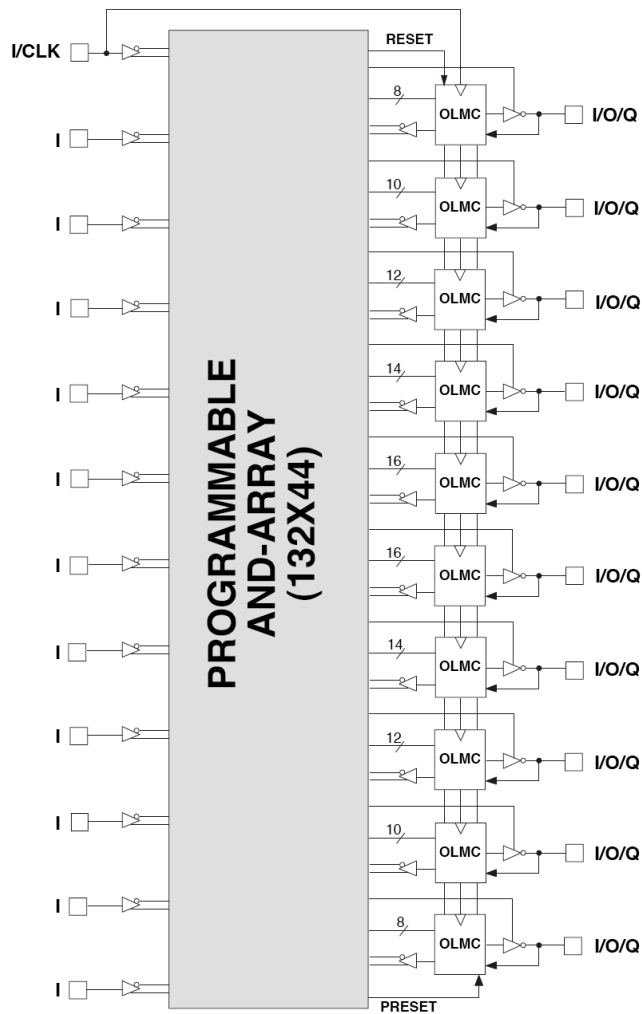 RESET
I/CLK
8
OLMC
I/O/Q
I
10
OLMC
I/O/Q
I
12
OLMC
I/O/Q
I
14
OLMC
I/O/Q
I
16
OLMC
I/O/Q
I
PROGRAMMABLE
AND-ARRAY
(132X44)
16
OLMC
I/O/Q
I
14
OLMC
I/O/Q
I
12
OLMC
I/O/Q
I
10
OLMC
I/O/Q
I
8
OLMC
I/O/Q
I
I
PRESET